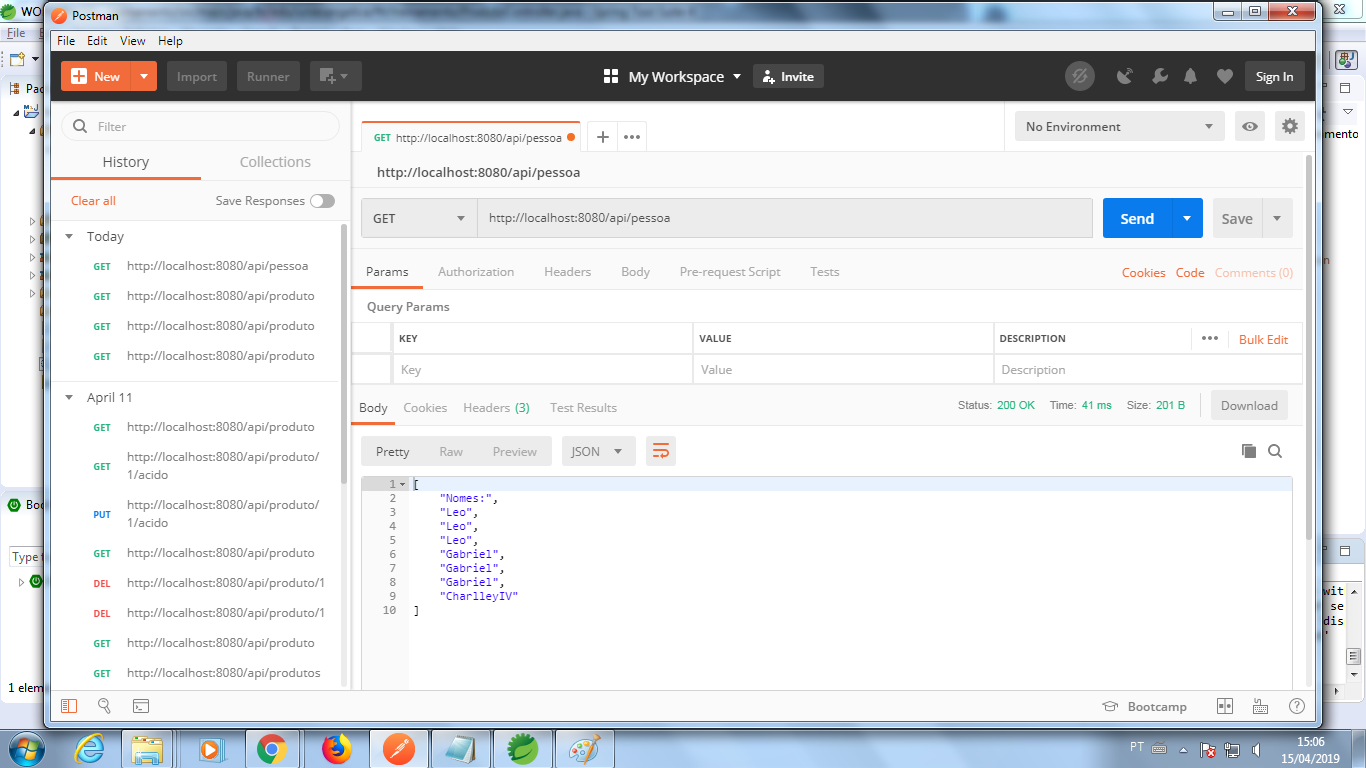 WO
Postman
File
File Edit View Help
New Import Runner My Workspace Invite Sign In
Pac
Filter
History Collections
Clear all Save Responses
Today
GET http://localhost:8080/api/pessoa
GET http://localhost:8080/api/produto
GET http://localhost:8080/api/produto
GET http://localhost:8080/api/produto
April 11
GET http://localhost:8080/api/produto
GET http://localhost:8080/api/produto/
1/acido
PUT http://localhost:8080/api/produto/
1/acido
GET http://localhost:8080/api/produto
DEL http://localhost:8080/api/produto/1
DEL http://localhost:8080/api/produto/1
GET http://localhost:8080/api/produto
GET http://localhost:8080/api/produtos
GET http://localhost:8080/api/pessoa
No Environment
http://localhost:8080/api/pessoa
GET http://localhost:8080/api/pessoa Send Save
Params Authorization Headers Body Pre-request Script Tests Cookies Code Comments (0)
Query Params
KEY VALUE DESCRIPTION Bulk Edit
Key Value Description
Body Cookies Headers (3) Test Results Status: 200 OK Time: 41 ms Size: 201 B Download
Pretty Raw Preview JSON
1 [
2 "Nomes:",
3 "Leo",
4 "Leo",
5 "Leo",
6 "Gabriel",
7 "Gabriel",
8 "Gabriel",
9 "CharlleyIV"
10 ]
Boo
Type
1 elem
mento
wit
se
dis
Bootcamp
PT
15:06
15/04/2019